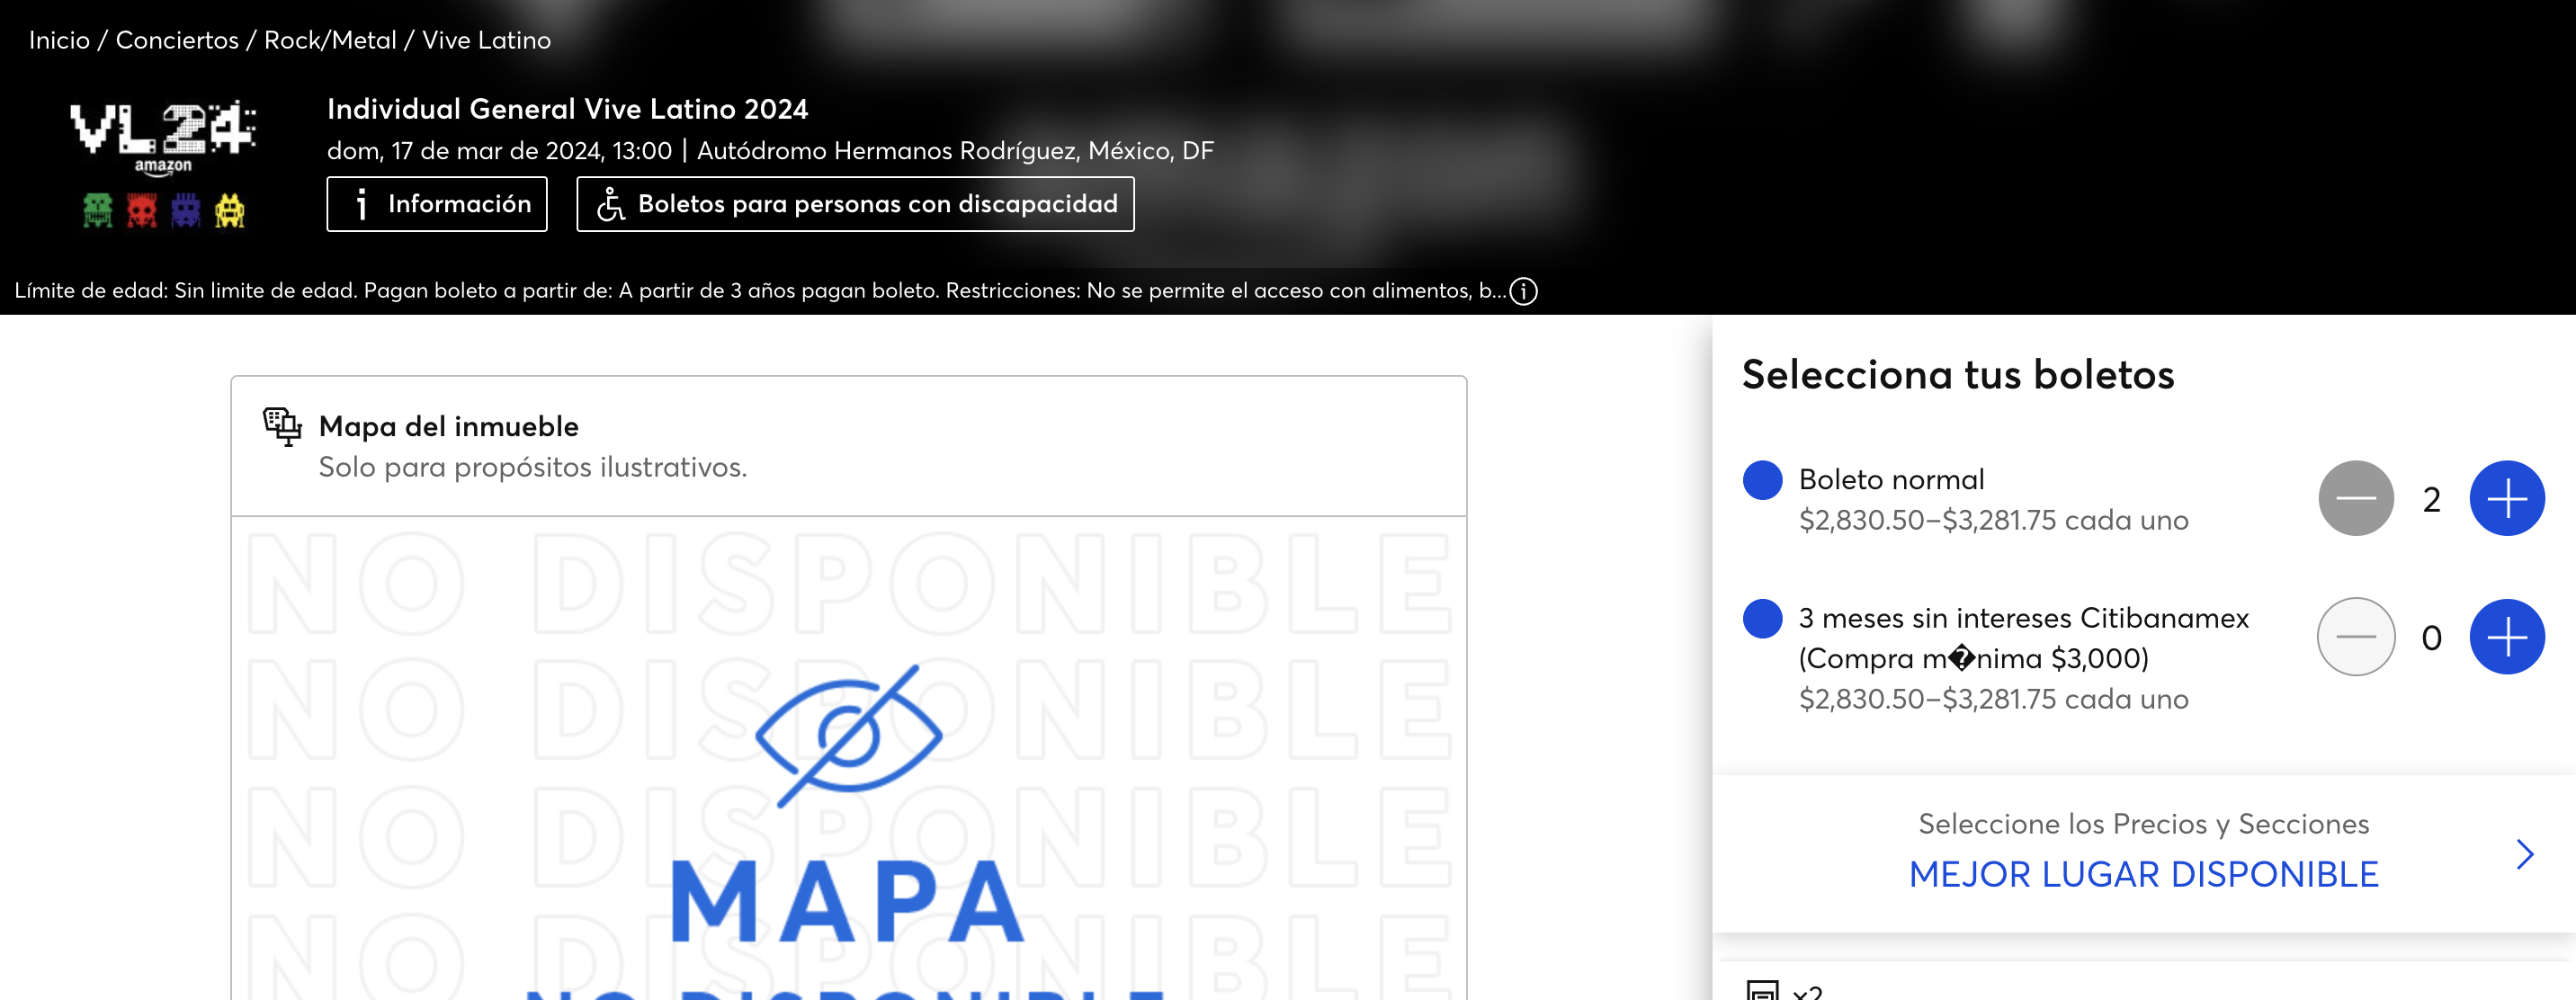 Inicio / Conciertos / Rock/Metal / Vive Latino
VL24
amazon
Individual General Vive Latino 2024
dom, 17 de mar de 2024, 13:00 | Autódromo Hermanos Rodríguez, México, DF
Información
Boletos para personas con discapacidad
Límite de edad: Sin limite de edad. Pagan boleto a partir de: A partir de 3 años pagan boleto. Restricciones: No se permite el acceso con alimentos, b...
Mapa del inmueble
Solo para propósitos ilustrativos.
NO DISPONIBLE
NO DISPONIBLE
NO DISPONIBLE
NO DISPONIBLE
MAPA
NO DISPONIBLE
Selecciona tus boletos
Boleto normal
$2,830.50–$3,281.75 cada uno
2
3 meses sin intereses Citibanamex
(Compra m�nima $3,000)
$2,830.50–$3,281.75 cada uno
0
Seleccione los Precios y Secciones
MEJOR LUGAR DISPONIBLE
x2